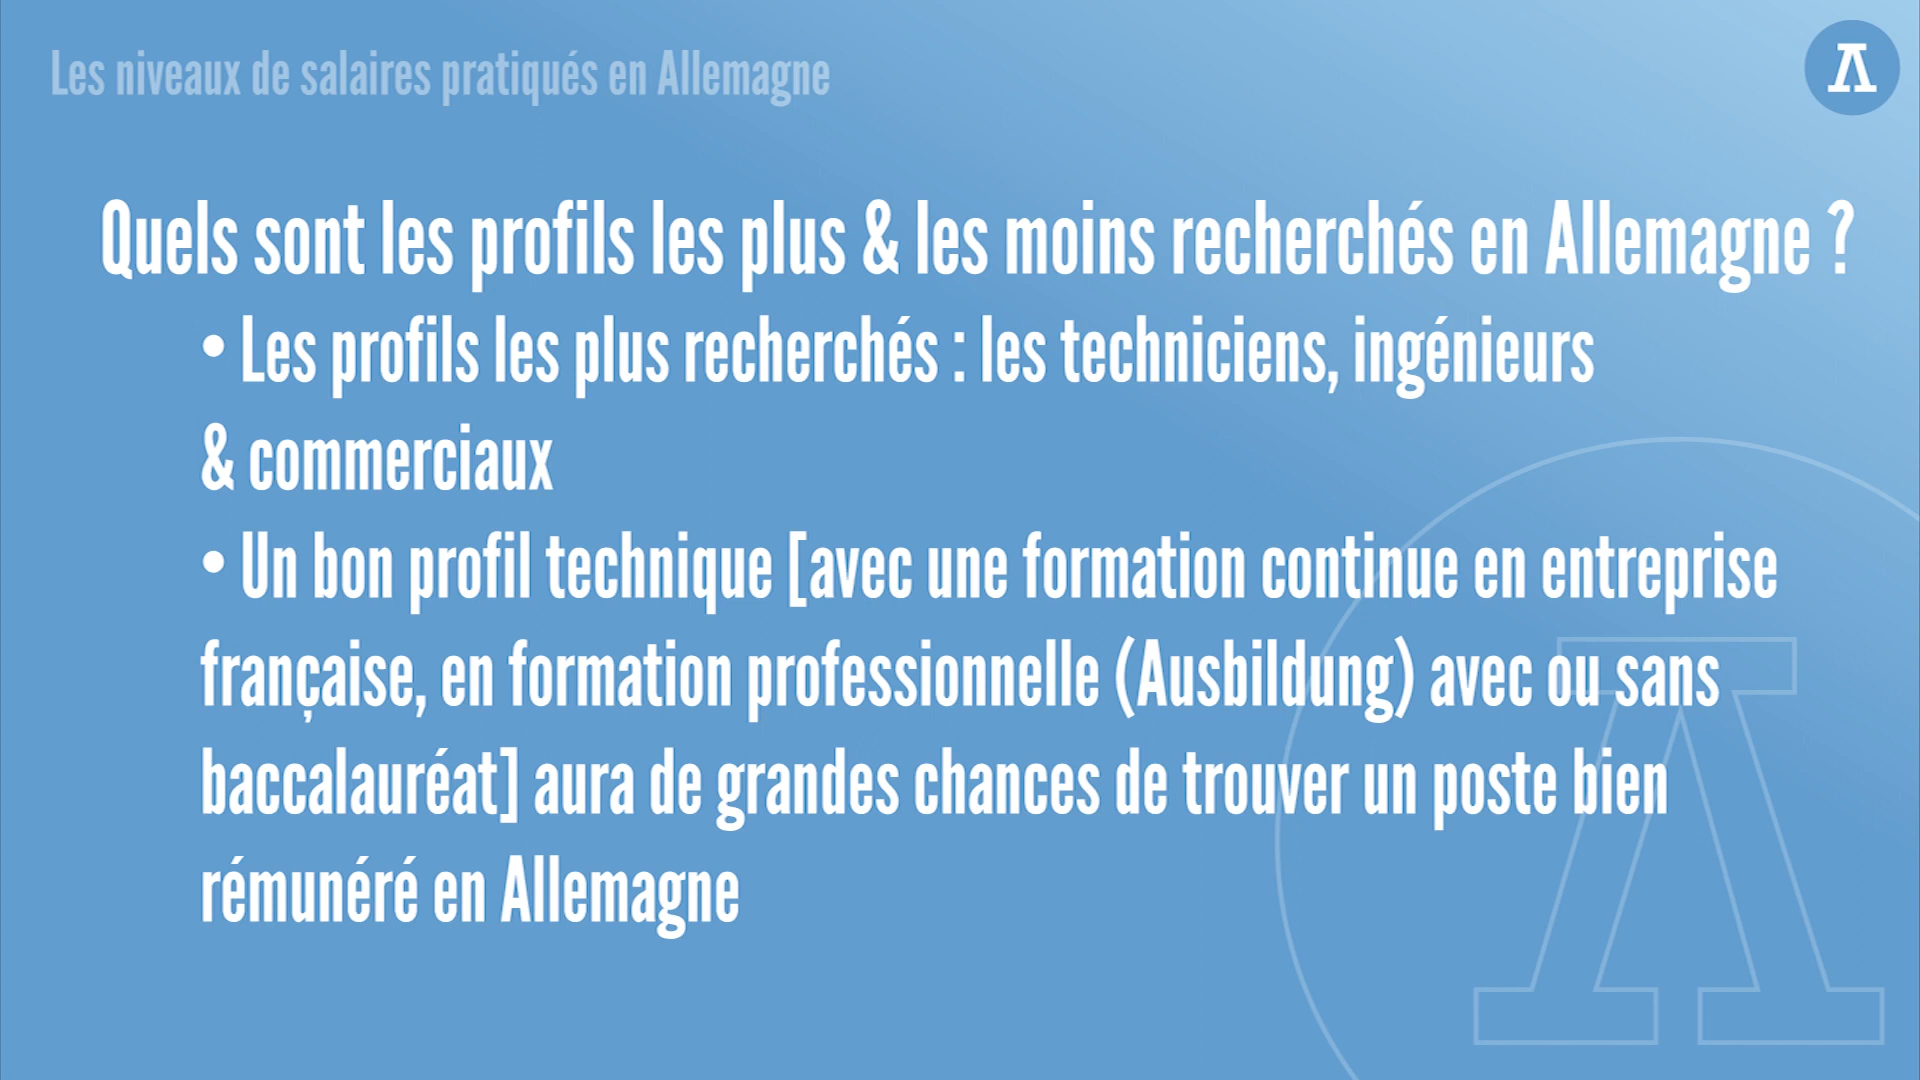 Les niveaux de salaires pratiqués en Allemagne
Quels sont les profils les plus & les moins recherchés en Allemagne ?
• Les profils les plus recherchés : les techniciens, ingénieurs
& commerciaux
• Un bon profil technique [avec une formation continue en entreprise
française, en formation professionnelle (Ausbildung) avec ou sans
baccalauréat] aura de grandes chances de trouver un poste bien
rémunéré en Allemagne